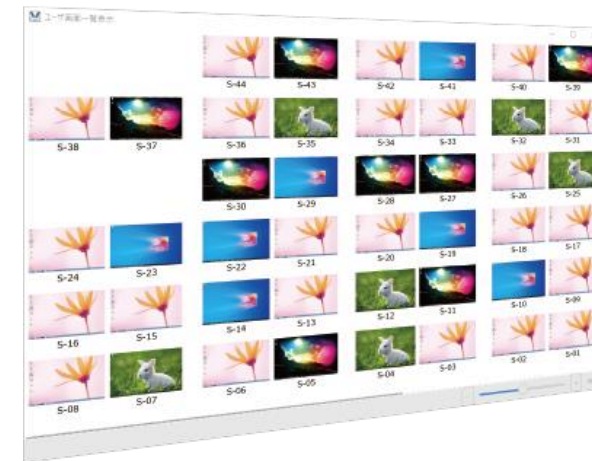 ユーザ画面一覧表示
S-44 S-43 S-42 S-41 S-40 S-39
S-38 S-37 S-36 S-35 S-34 S-33 S-32 S-31
S-30 S-29 S-28 S-27 S-26 S-25
S-24 S-23 S-22 S-21 S-20 S-19 S-18 S-17
S-16 S-15 S-14 S-13 S-12 S-11 S-10 S-09
S-08 S-07 S-06 S-05 S-04 S-03 S-02 S-01